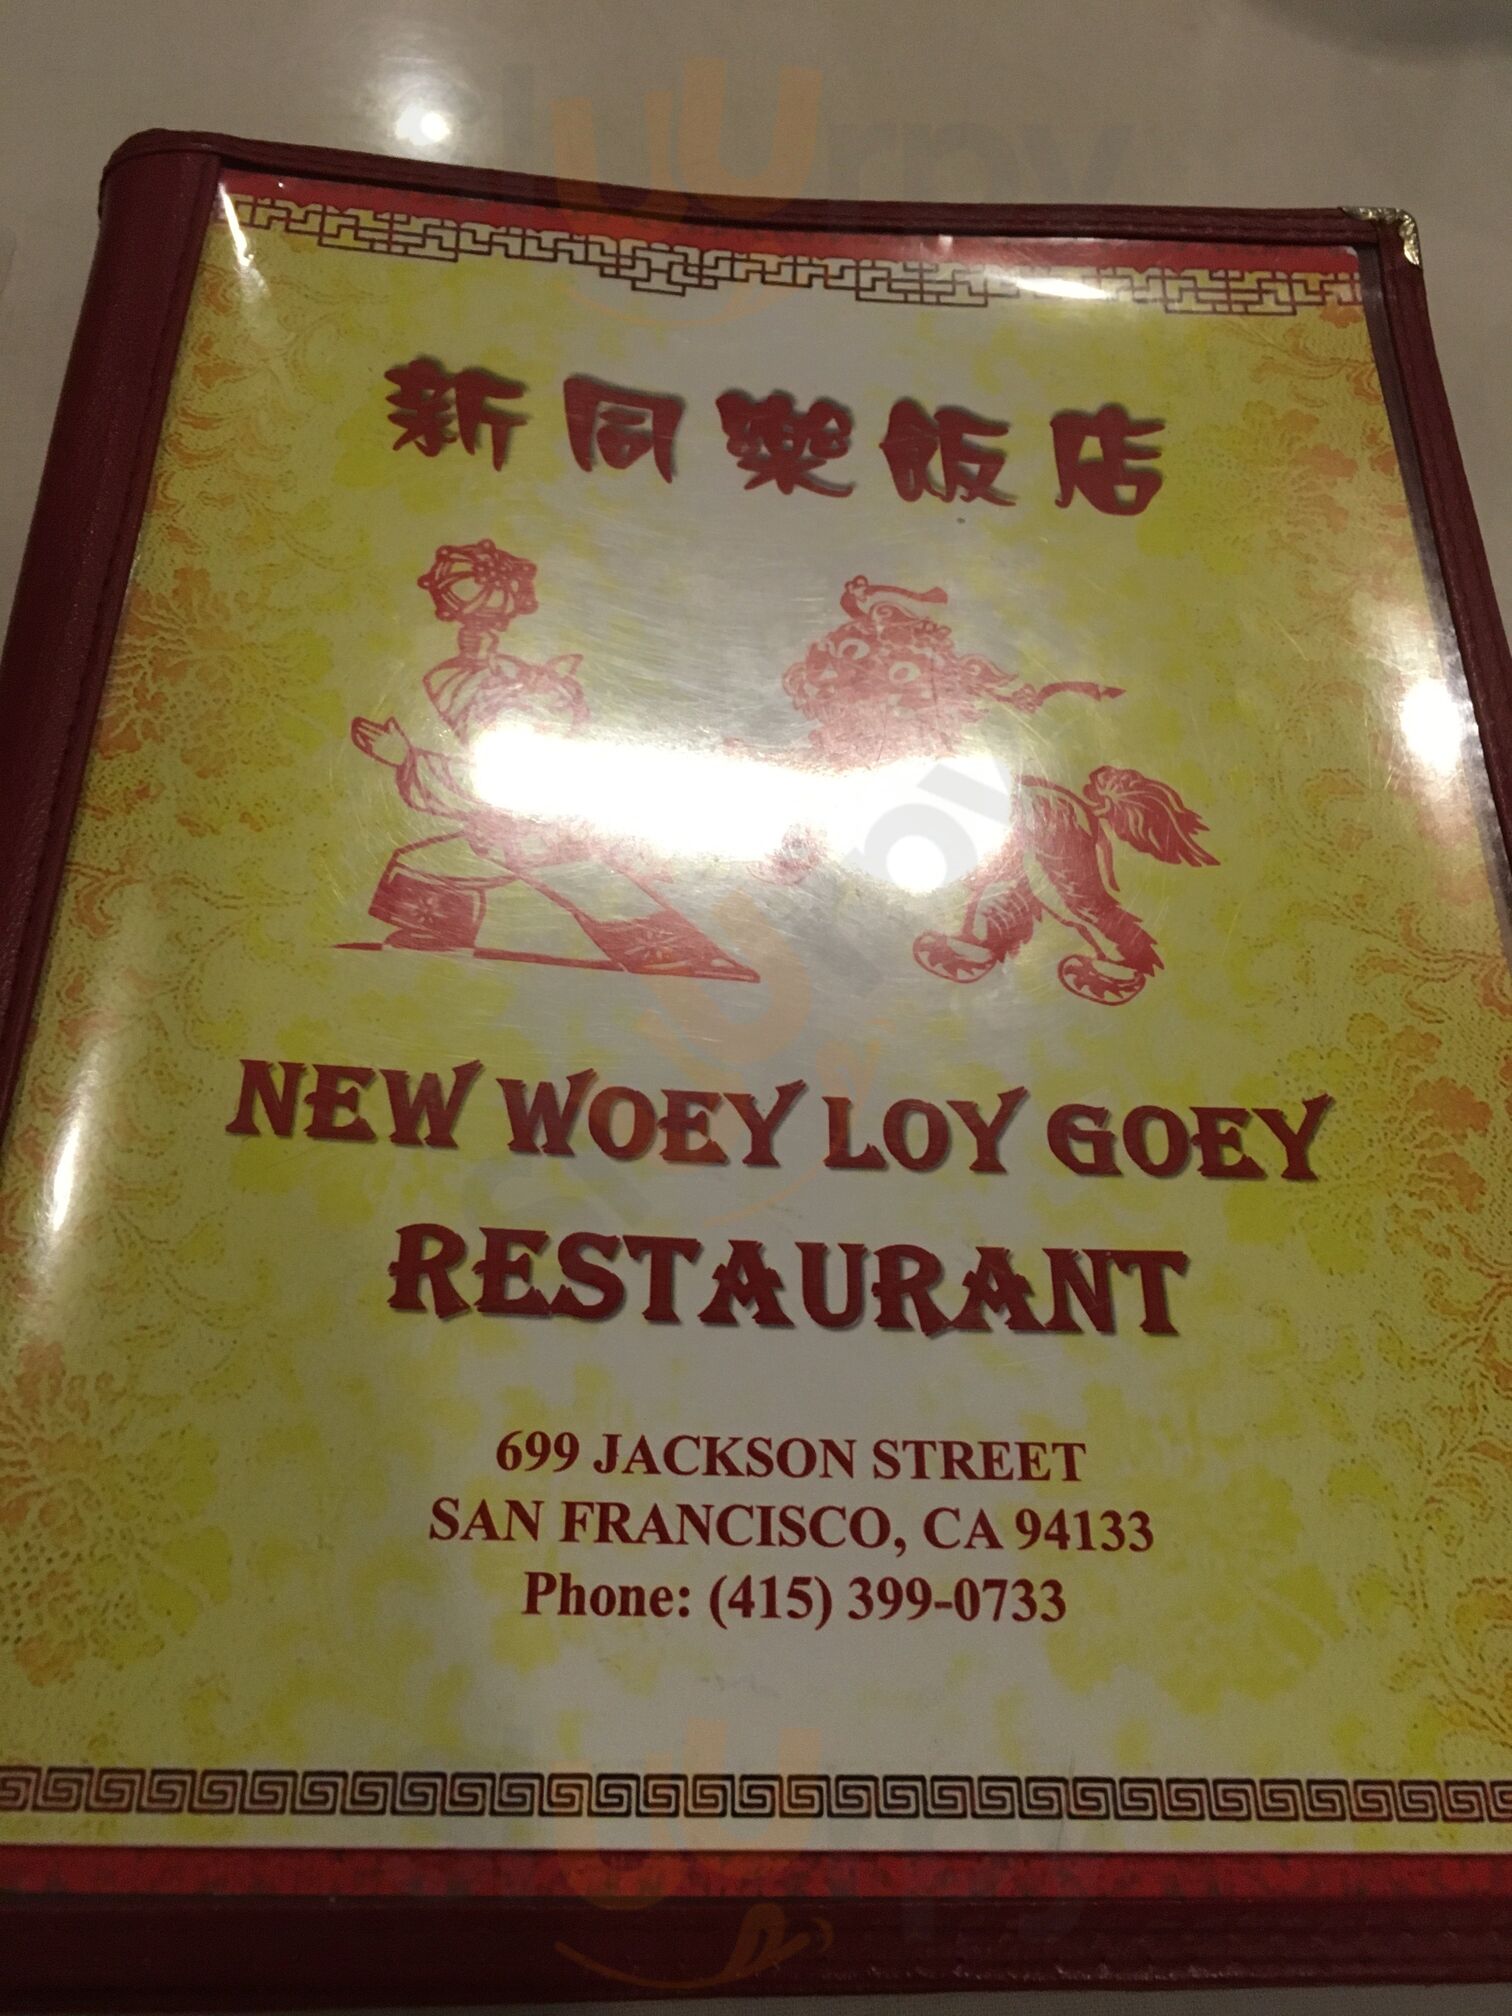 新同樂飯店
NEW WOEY LOY GOEY
RESTAURANT
699 JACKSON STREET
SAN FRANCISCO, CA 94133
Phone: (415) 399-0733